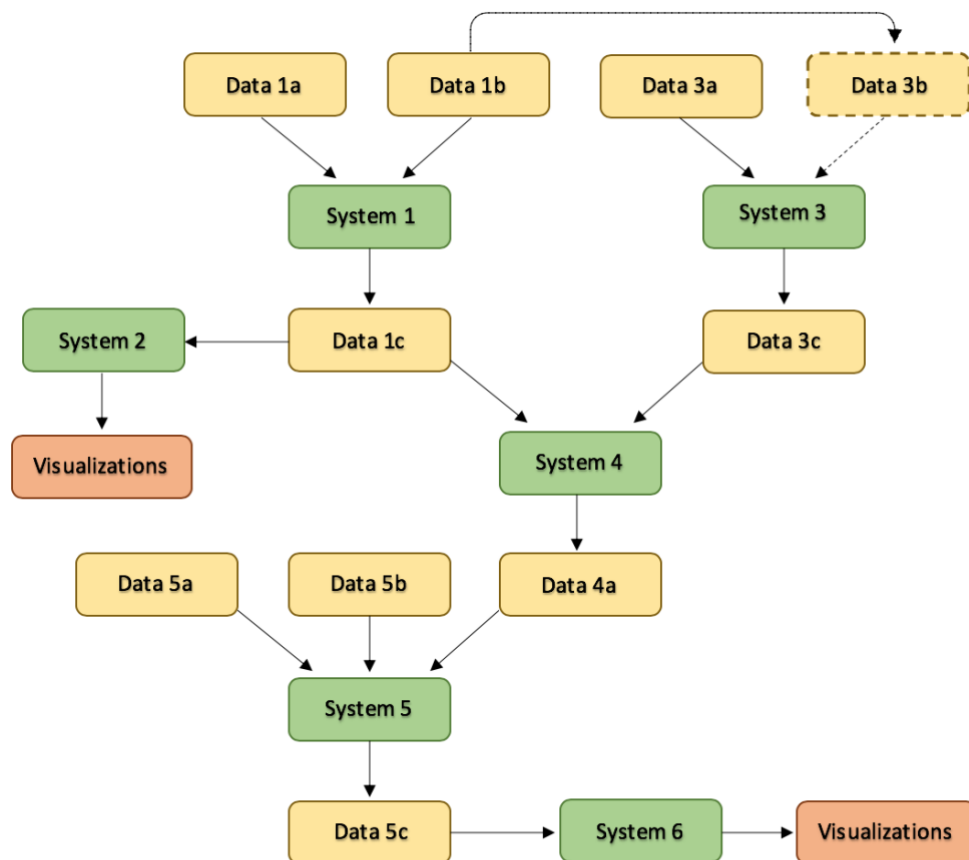 Data 1a
Data 1b
Data 3a
Data 3b
System 1
System 3
System 2
Data 1c
Data 3c
Visualizations
System 4
Data 5a
Data 5b
Data 4a
System 5
Data 5c
System 6
Visualizations